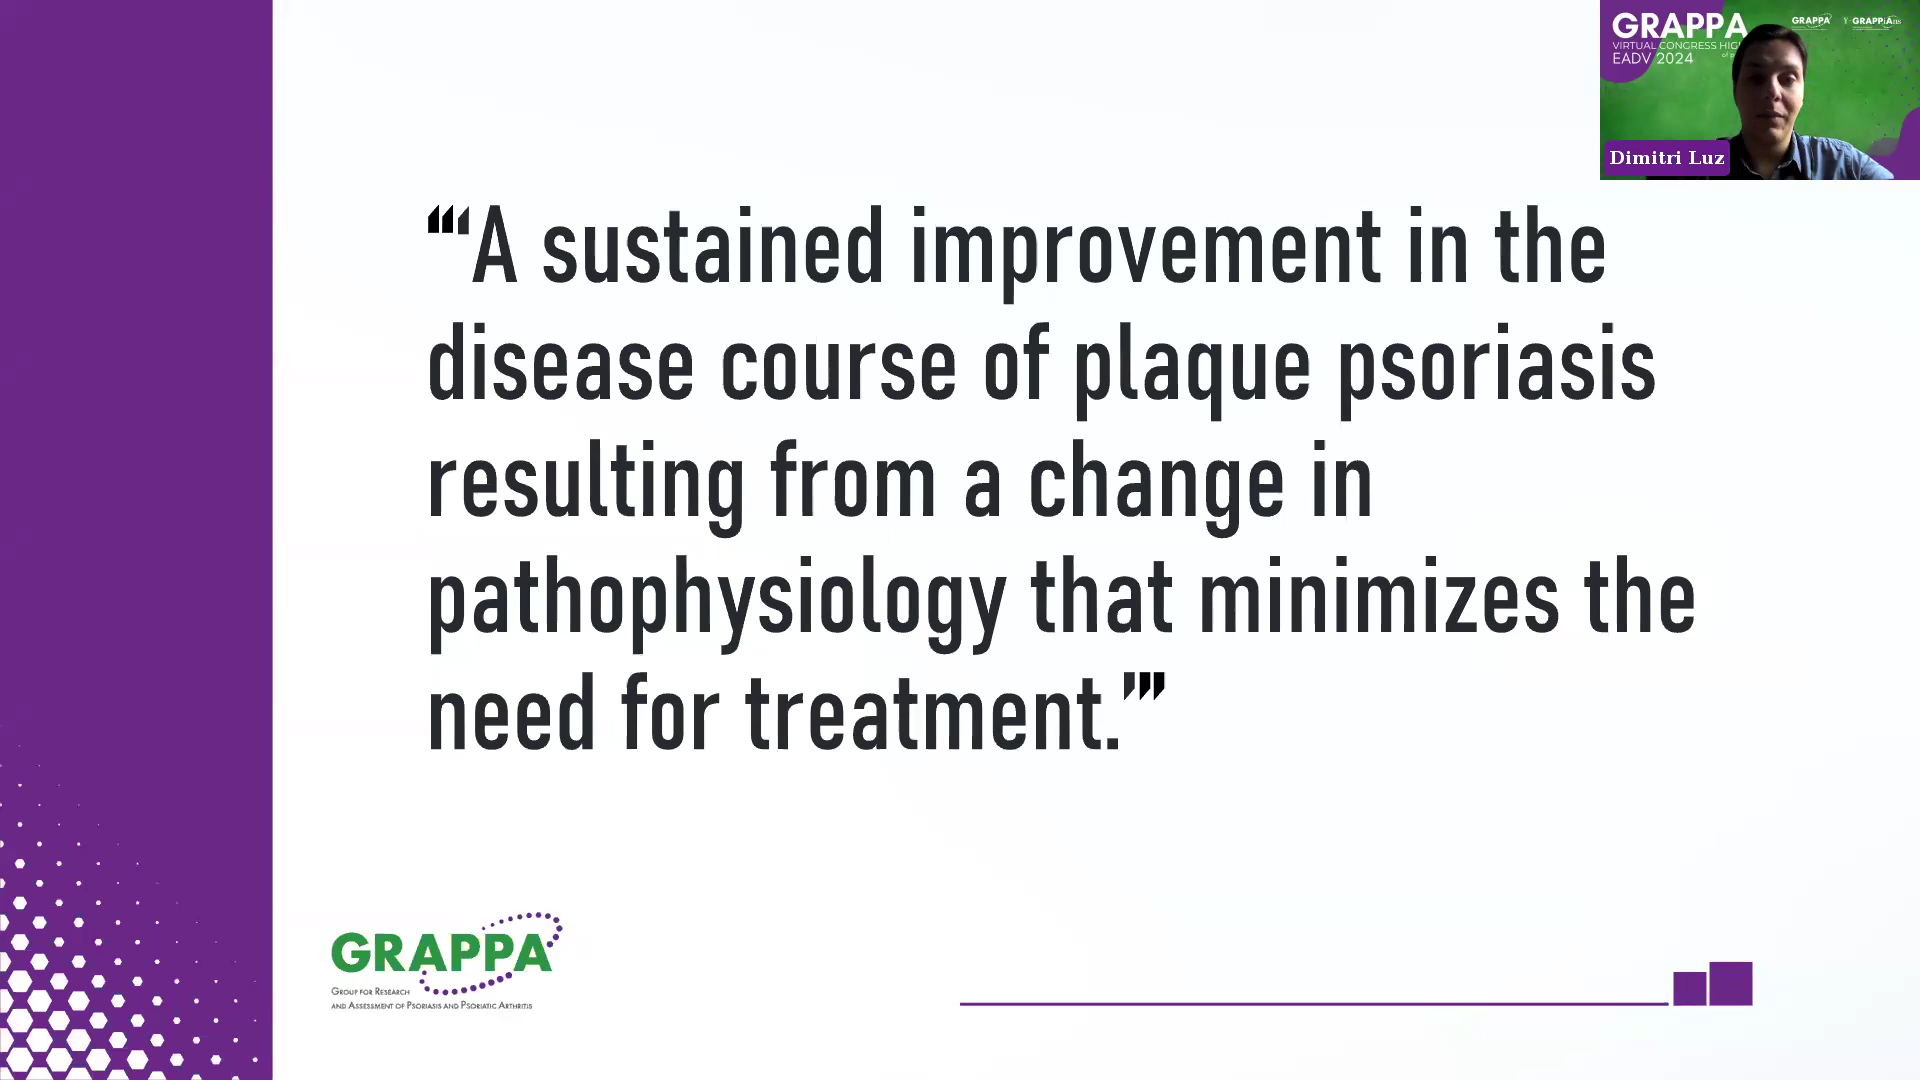 GRAPPA
VIRTUAL CONGRESS HIG
EADV 2024
GRAPPA
Y-GRAPPIAns
Dimitri Luz
"‘A sustained improvement in the
disease course of plaque psoriasis
resulting from a change in
pathophysiology that minimizes the
need for treatment.’"
GRAPPA
GROUP FOR RESEARCH
AND ASSESSMENT OF PSORIASIS AND PSORIATIC ARTHRITIS